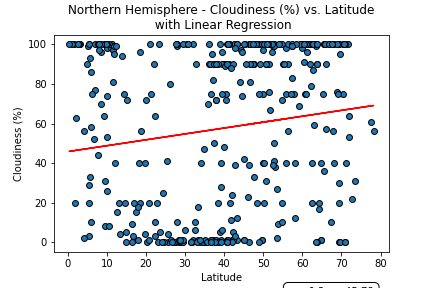 Northern Hemisphere - Cloudiness (%) vs. Latitude
with Linear Regression
100
80
60
40
20
0
Cloudiness (%)
0 10 20 30 40 50 60 70 80
Latitude